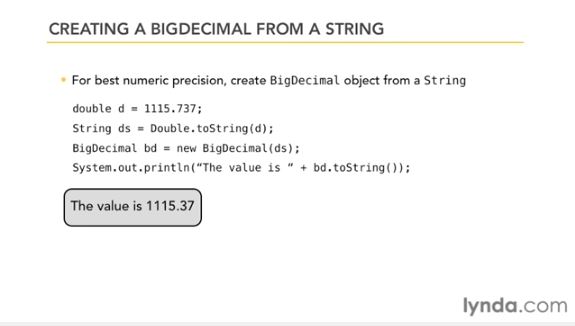 CREATING A BIGDECIMAL FROM A STRING
• For best numeric precision, create BigDecimal object from a String
double d = 1115.737;
String ds = Double.toString(d);
BigDecimal bd = new BigDecimal(ds);
System.out.println(“The value is “ + bd.toString());
The value is 1115.37
lynda.com